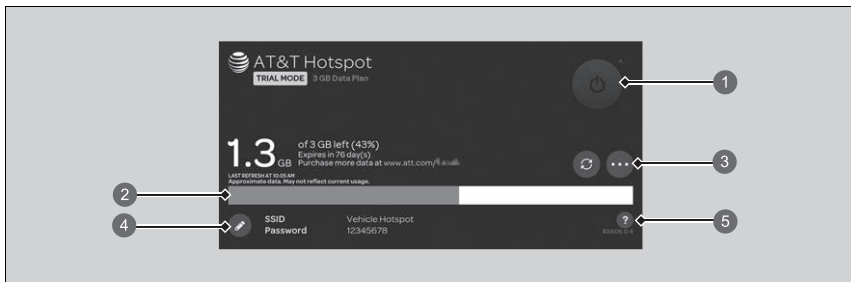 AT&T Hotspot
TRIAL MODE 3 GB Data Plan
1
1.3 GB
of 3 GB left (43%)
Expires in 76 day(s)
Purchase more data at www.att.com/
3
LAST REFRESH AT 10:05 AM
Approximate data. May not reflect current usage.
2
4
SSID Vehicle Hotspot
Password 12345678
?
5